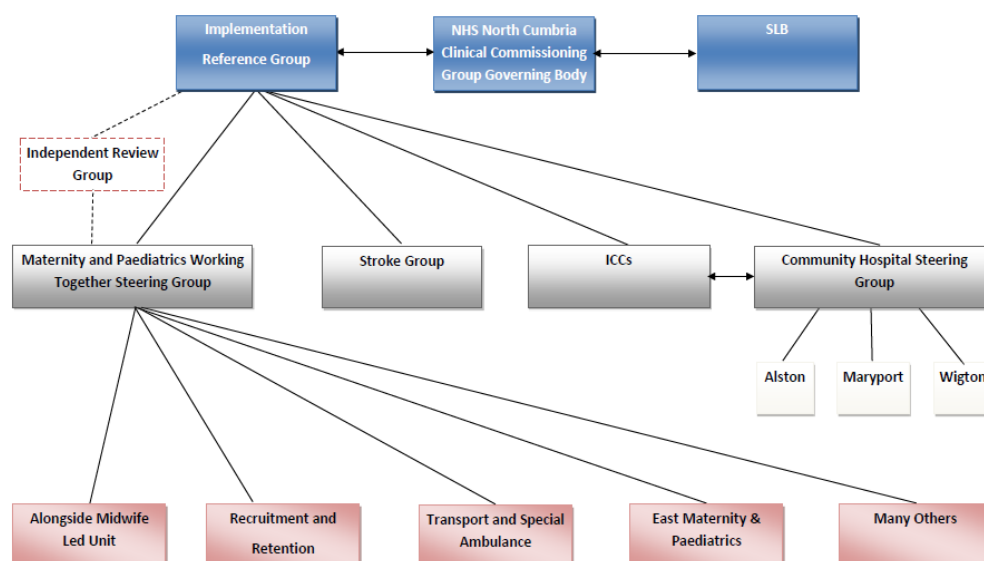 Implementation
Reference Group
NHS North Cumbria
Clinical Commissioning
Group Governing Body
SLB
Independent Review
Group
Maternity and Paediatrics Working
Together Steering Group
Stroke Group
ICCs
Community Hospital Steering
Group
Alston
Maryport
Wigton
Alongside Midwife
Led Unit
Recruitment and
Retention
Transport and Special
Ambulance
East Maternity &
Paediatrics
Many Others